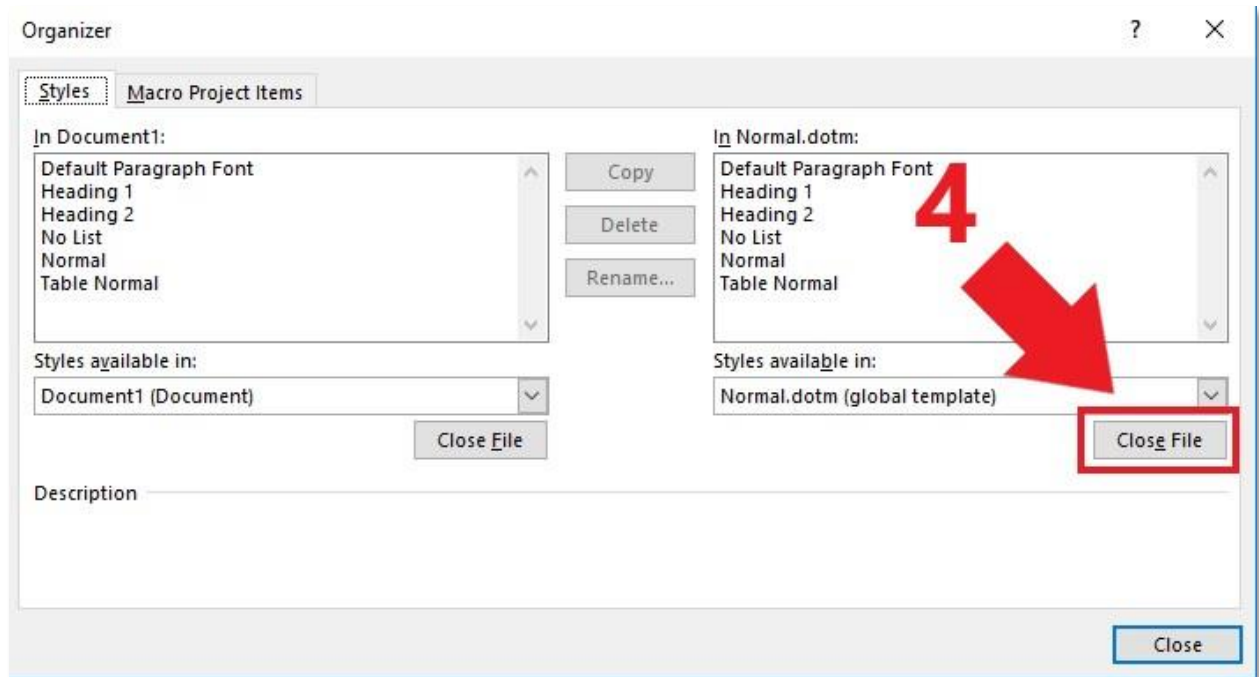 Organizer
?
Styles
Macro Project Items
In Document1:
Default Paragraph Font
Heading 1
Heading 2
No List
Normal
Table Normal
Copy
Delete
Rename...
In Normal.dotm:
Default Paragraph Font
Heading 1
Heading 2
No List
Normal
Table Normal
4
Styles available in:
Document1 (Document)
Close File
Styles available in:
Normal.dotm (global template)
Close File
Description
Close